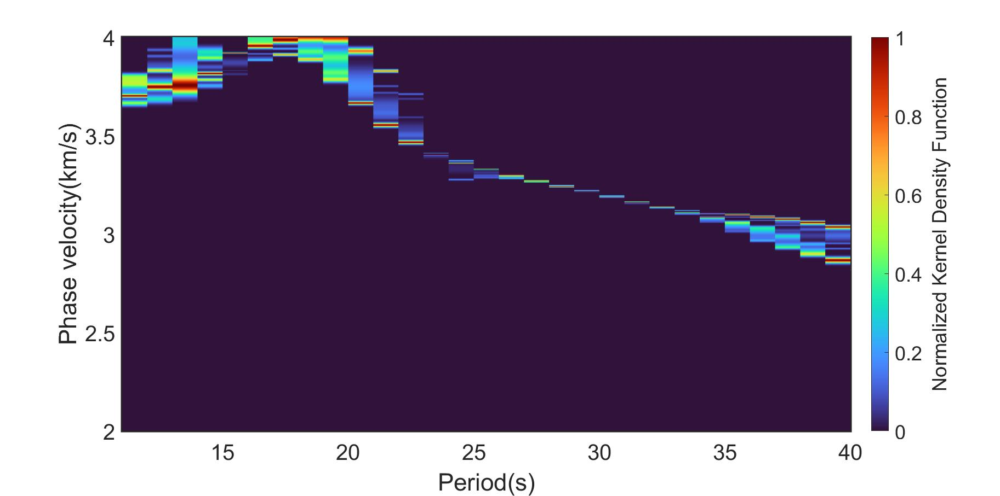 Phase velocity(km/s)
4
3.5
3
2.5
2
15 20 25 30 35 40
Period(s)
1
0.8
0.6
0.4
0.2
0
Normalized Kernel Density Function